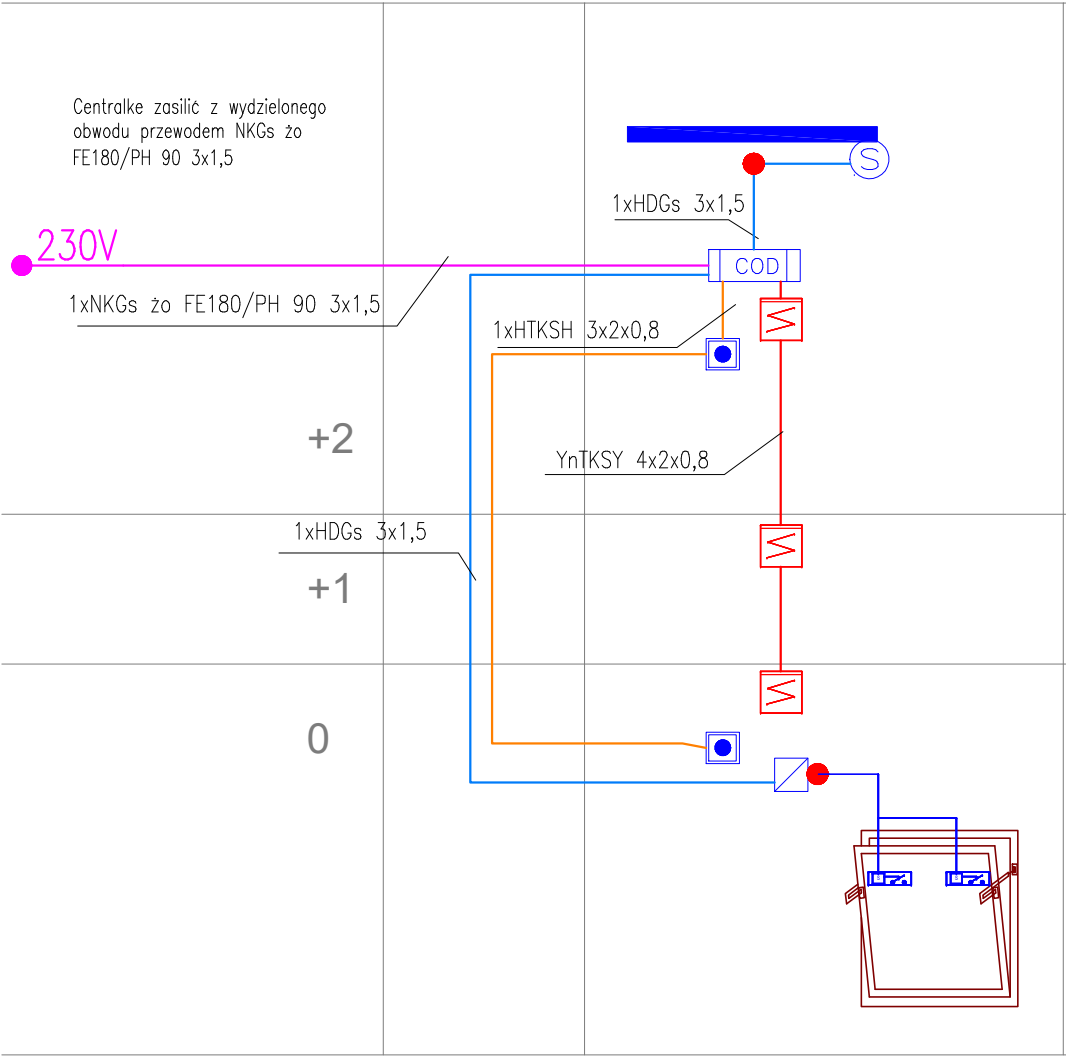 Centralke zasilić z wydzielonego
obwodu przewodem NKGs żo
FE180/PH 90 3x1,5
S
1xHDGs 3x1,5
230V
COD
1xNKGs żo FE180/PH 90 3x1,5
1xHTKSH 3x2x0,8
+2
YnTKSY 4x2x0,8
1xHDGs 3x1,5
+1
0